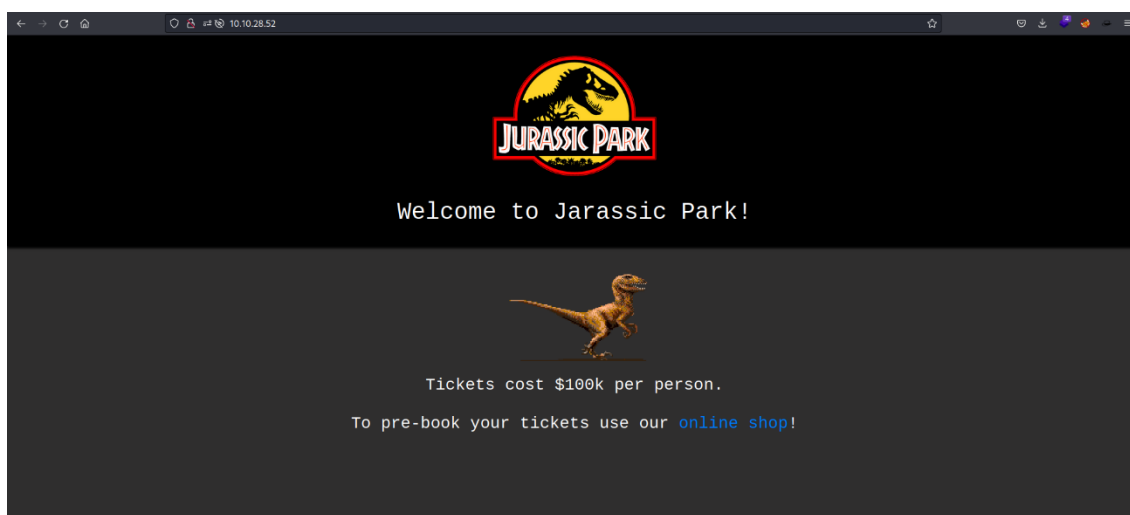 10.10.28.52
JURASSIC PARK
Welcome to Jarassic Park!
Tickets cost $100k per person.
To pre-book your tickets use our online shop!